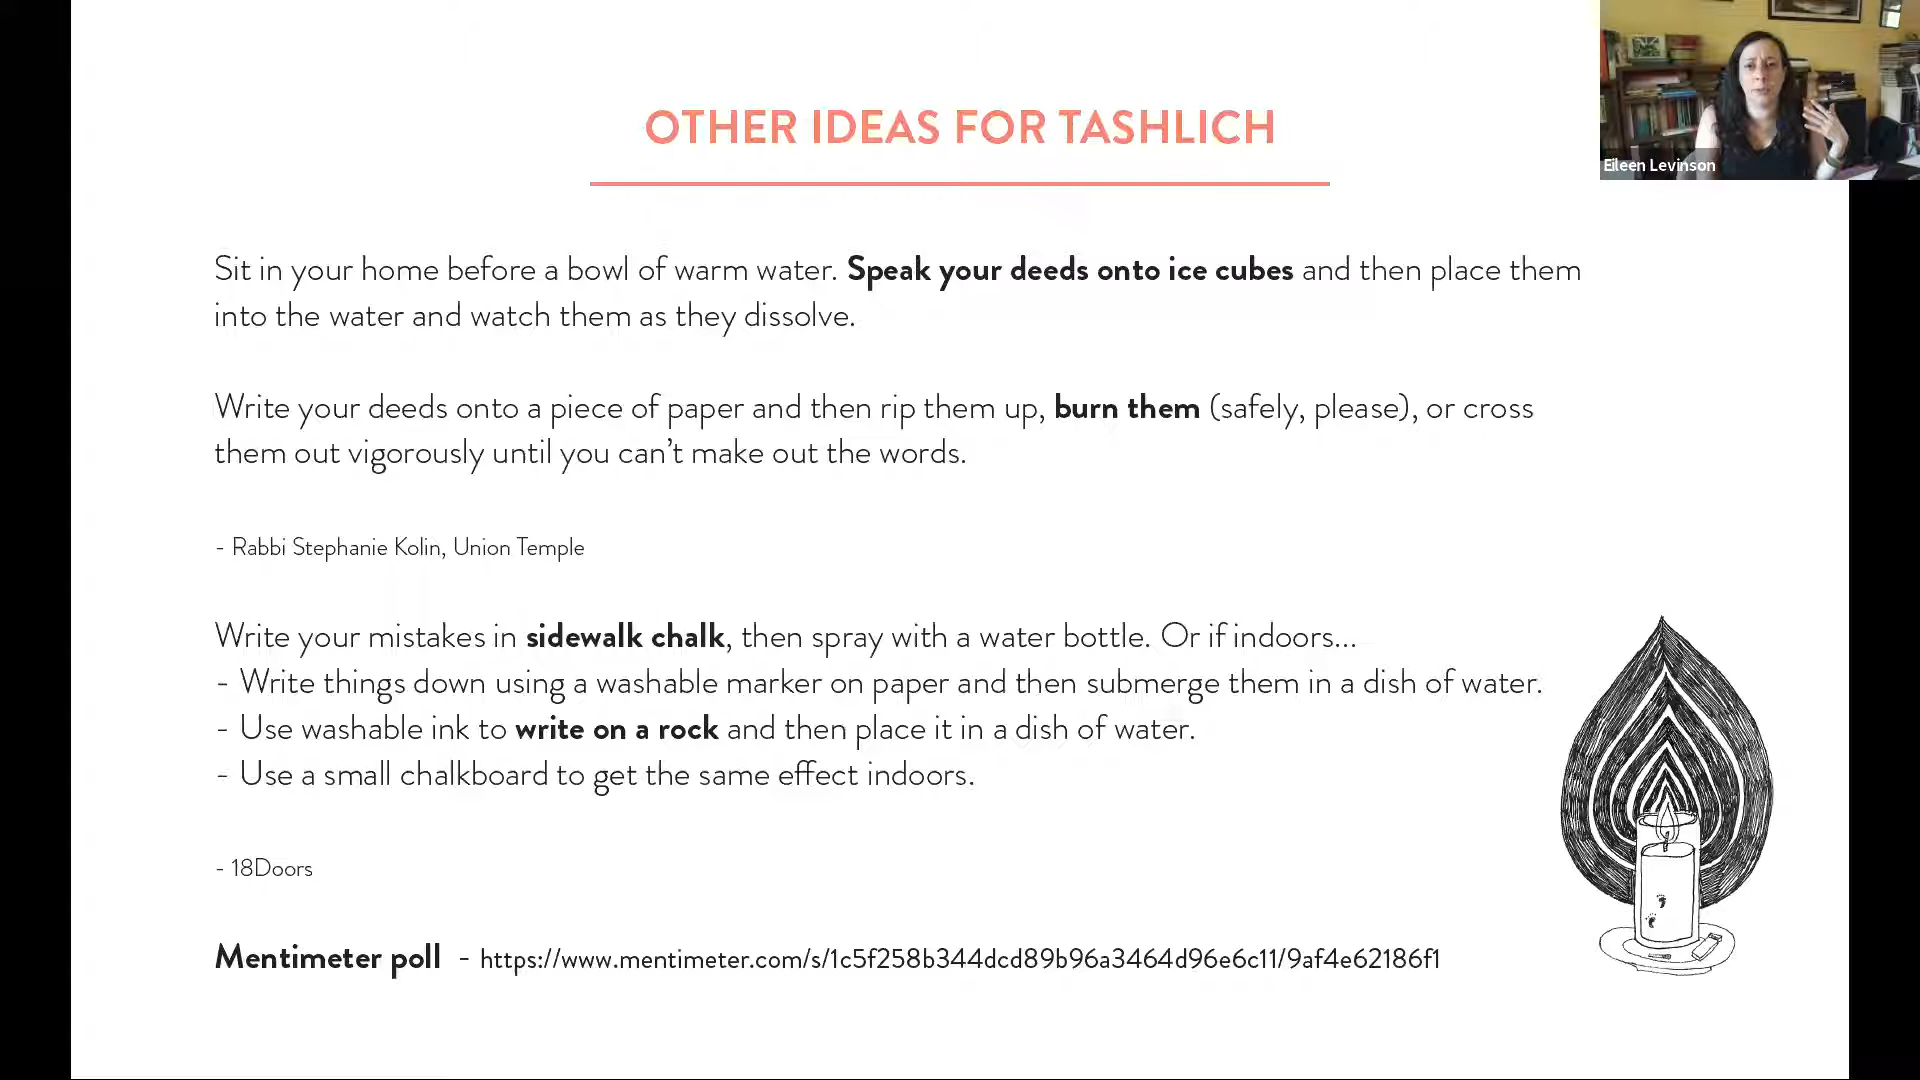 OTHER IDEAS FOR TASHLICH
Eileen Levinson
Sit in your home before a bowl of warm water. Speak your deeds onto ice cubes and then place them
into the water and watch them as they dissolve.
Write your deeds onto a piece of paper and then rip them up, burn them (safely, please), or cross
them out vigorously until you can't make out the words.
- Rabbi Stephanie Kolin, Union Temple
Write your mistakes in sidewalk chalk, then spray with a water bottle. Or if indoors...
- Write things down using a washable marker on paper and then submerge them in a dish of water.
- Use washable ink to write on a rock and then place it in a dish of water.
- Use a small chalkboard to get the same effect indoors.
- 18Doors
Mentimeter poll - https://www.mentimeter.com/s/1c5f258b344dcd89b96a3464d96e6c11/9af4e62186f1